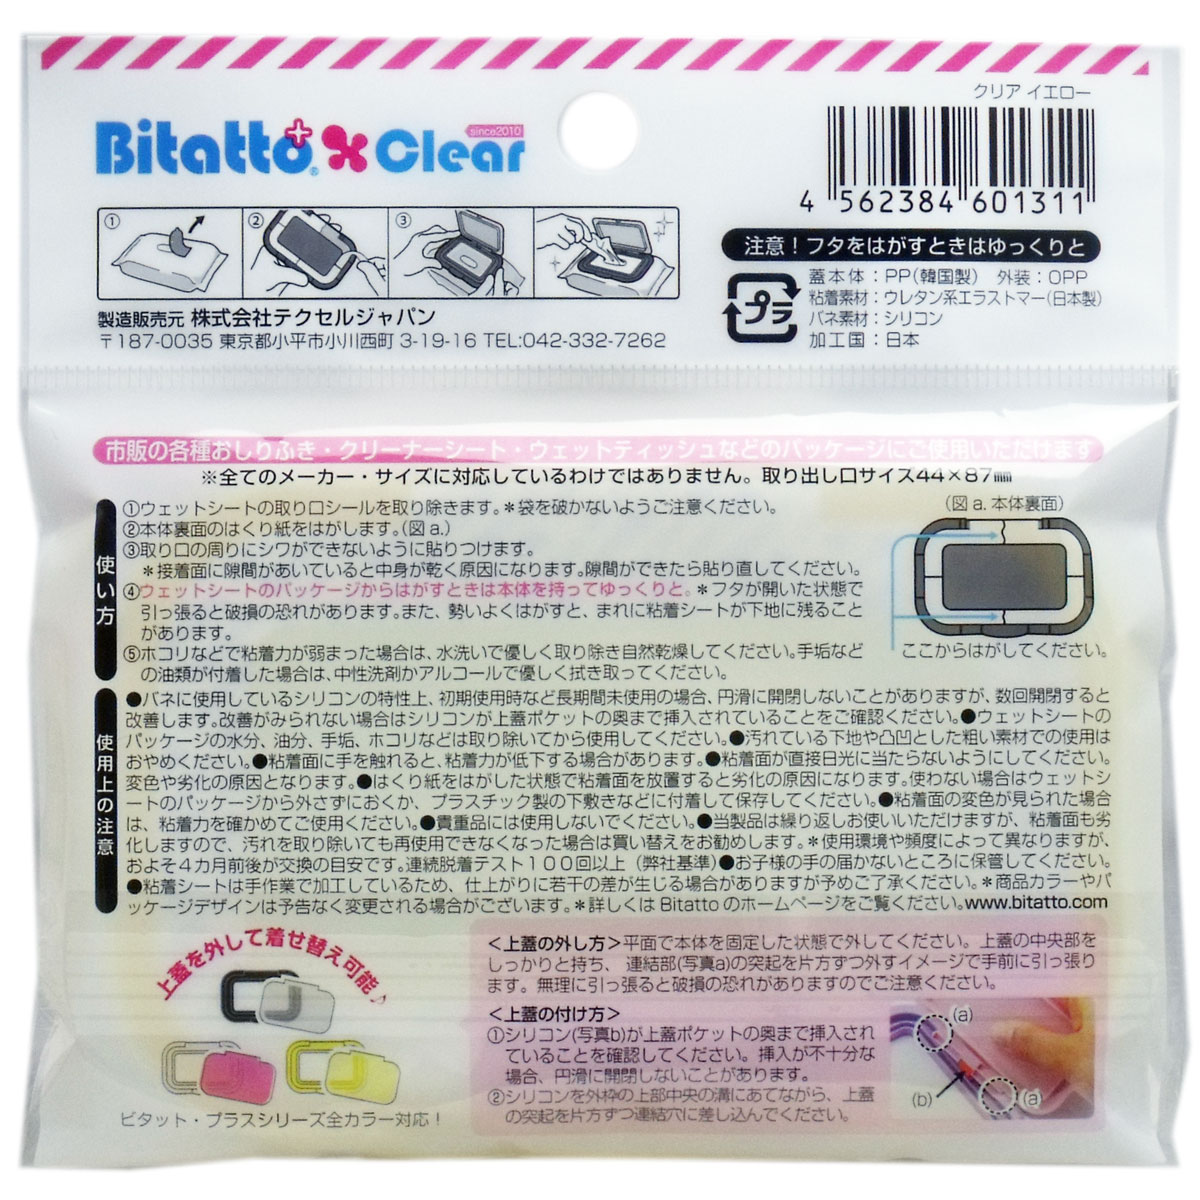 クリア イエロー
Bitatto+ Clear
since2010
4 562384 601311
① ② ③
注意！フタをはがすときはゆっくりと
プラ
蓋本体：PP（韓国製） 外装：OPP
粘着素材：ウレタン系エラストマー（日本製）
バネ素材：シリコン
加工国：日本
製造販売元 株式会社テクセルジャパン
〒187-0035 東京都小平市小川西町 3-19-16 TEL:042-332-7262
市販の各種おしりふき・クリーナーシート・ウェットティッシュなどのパッケージにご使用いただけます
※全てのメーカー・サイズに対応しているわけではありません。取り出し口サイズ44×87㎜
使い方
①ウェットシートの取り口シールを取り除きます。＊袋を破かないようご注意ください。
②本体裏面のはくり紙をはがします。（図 a.）
③取り口の周りにシワができないように貼りつけます。
＊接着面に隙間があいていると中身が乾く原因になります。隙間ができたら貼り直してください。
④ウェットシートのパッケージからはがすときは本体を持ってゆっくりと。＊フタが開いた状態で
引っ張ると破損の恐れがあります。また、勢いよくはがすと、まれに粘着シートが下地に残ること
があります。
⑤ホコリなどで粘着力が弱まった場合は、水洗いで優しく取り除き自然乾燥してください。手垢など
の油類が付着した場合は、中性洗剤かアルコールで優しく拭き取ってください。
（図 a. 本体裏面）
ここからはがしてください。
使用上の注意
●バネに使用しているシリコンの特性上、初期使用時など長期間未使用の場合、円滑に開閉しないことがありますが、数回開閉すると
改善します。改善がみられない場合はシリコンが上蓋ポケットの奥まで挿入されていることをご確認ください。●ウェットシートの
パッケージの水分、油分、手垢、ホコリなどは取り除いてから使用してください。●汚れている下地や凸凹とした粗い素材での使用は
おやめください。●粘着面に手を触れると、粘着力が低下する場合があります。●粘着面が直接日光に当たらないようにしてください。
変色や劣化の原因となります。●はくり紙をはがした状態で粘着面を放置すると劣化の原因になります。使わない場合はウェットシ
ートのパッケージから外さずにおくか、プラスチック製の下敷きなどに付着して保存してください。●粘着面の変色が見られた場合
は、粘着力を確かめてご使用ください。●貴重品には使用しないでください。●当製品は繰り返しお使いいただけますが、粘着面も劣
化しますので、汚れを取り除いても再使用できなくなった場合は買い替えをお勧めします。＊使用環境や頻度によって異なりますが、
およそ４カ月前後が交換の目安です。連続脱着テスト１００回以上（弊社基準）●お子様の手の届かないところに保管してください。
●粘着シートは手作業で加工しているため、仕上がりに若干の差が生じる場合がありますが予めご了承ください。＊商品カラーやパ
ッケージデザインは予告なく変更される場合がございます。＊詳しくは Bitatto のホームページをご覧ください。www.bitatto.com
上蓋を外して着せ替え可能♪
ビタット・プラスシリーズ全カラー対応！
＜上蓋の外し方＞平面で本体を固定した状態で外してください。上蓋の中央部を
しっかりと持ち、連結部(写真a)の突起を片方ずつ外すイメージで手前に引っ張り
ます。無理に引っ張ると破損の恐れがありますのでご注意ください。
＜上蓋の付け方＞
①シリコン(写真b)が上蓋ポケットの奥まで挿入され
ていることを確認してください。挿入が不十分な
場合、円滑に開閉しないことがあります。
②シリコンを外枠の上部中央の溝にあてながら、上蓋
の突起を片方ずつ連結穴に差し込んでください。
(a)
(b)
(a)